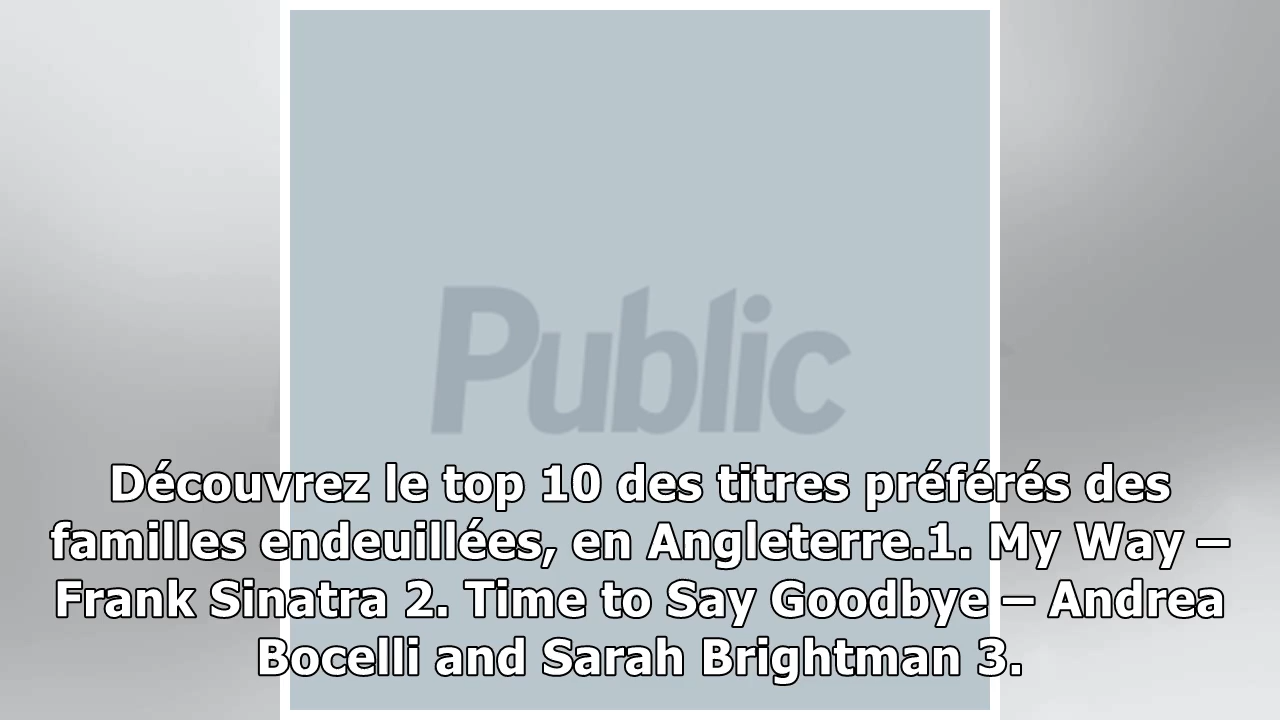 Public
Découvrez le top 10 des titres préférés des
familles endeuillées, en Angleterre.1. My Way –
Frank Sinatra 2. Time to Say Goodbye – Andrea
Bocelli and Sarah Brightman 3.